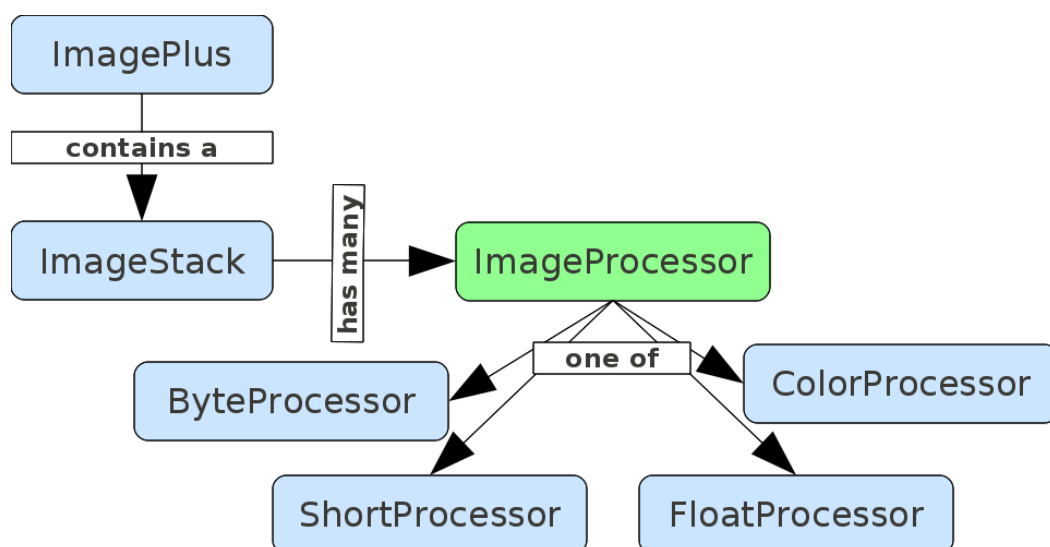 ImagePlus
contains a
ImageStack
has many
ImageProcessor
one of
ByteProcessor
ColorProcessor
ShortProcessor
FloatProcessor